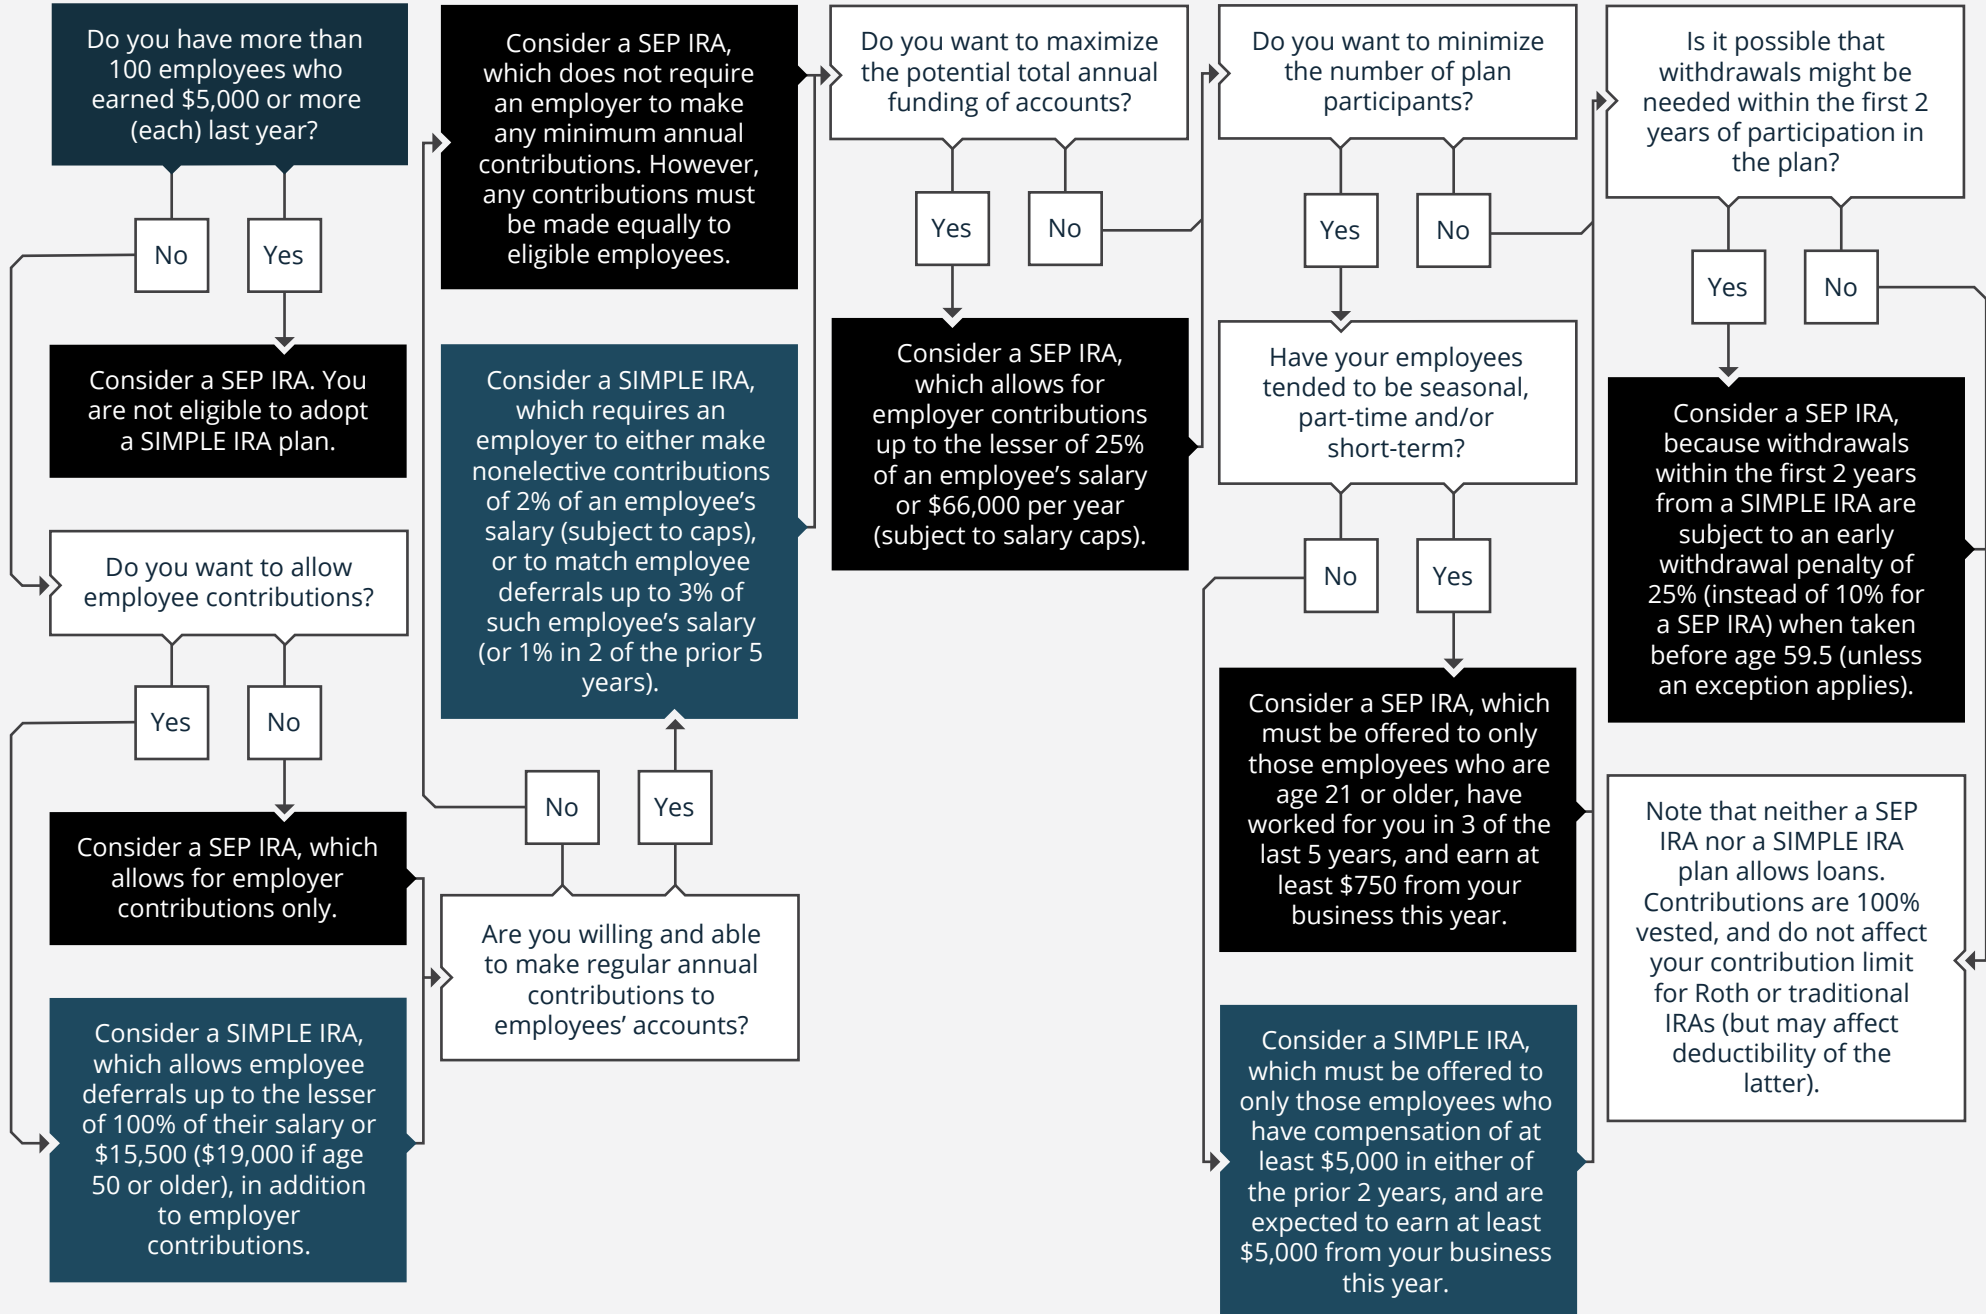 Do you have more than
100 employees who
earned $5,000 or more
(each) last year?
No
Yes
Consider a SEP IRA. You
are not eligible to adopt
a SIMPLE IRA plan.
Do you want to allow
employee contributions?
Yes
No
Consider a SEP IRA, which
allows for employer
contributions only.
Consider a SIMPLE IRA,
which allows employee
deferrals up to the lesser
of 100% of their salary or
$15,500 ($19,000 if age
50 or older), in addition
to employer
contributions.
Consider a SEP IRA,
which does not require
an employer to make
any minimum annual
contributions. However,
any contributions must
be made equally to
eligible employees.
Consider a SIMPLE IRA,
which requires an
employer to either make
nonelective contributions
of 2% of an employee’s
salary (subject to caps),
or to match employee
deferrals up to 3% of
such employee’s salary
(or 1% in 2 of the prior 5
years).
No
Yes
Are you willing and able
to make regular annual
contributions to
employees’ accounts?
Do you want to maximize
the potential total annual
funding of accounts?
Yes
No
Consider a SEP IRA,
which allows for
employer contributions
up to the lesser of 25%
of an employee’s salary
or $66,000 per year
(subject to salary caps).
Do you want to minimize
the number of plan
participants?
Yes
No
Have your employees
tended to be seasonal,
part-time and/or
short-term?
No
Yes
Consider a SEP IRA, which
must be offered to only
those employees who are
age 21 or older, have
worked for you in 3 of the
last 5 years, and earn at
least $750 from your
business this year.
Consider a SIMPLE IRA,
which must be offered to
only those employees who
have compensation of at
least $5,000 in either of
the prior 2 years, and are
expected to earn at least
$5,000 from your business
this year.
Is it possible that
withdrawals might be
needed within the first 2
years of participation in
the plan?
Yes
No
Consider a SEP IRA,
because withdrawals
within the first 2 years
from a SIMPLE IRA are
subject to an early
withdrawal penalty of
25% (instead of 10% for
a SEP IRA) when taken
before age 59.5 (unless
an exception applies).
Note that neither a SEP
IRA nor a SIMPLE IRA
plan allows loans.
Contributions are 100%
vested, and do not affect
your contribution limit
for Roth or traditional
IRAs (but may affect
deductibility of the
latter).